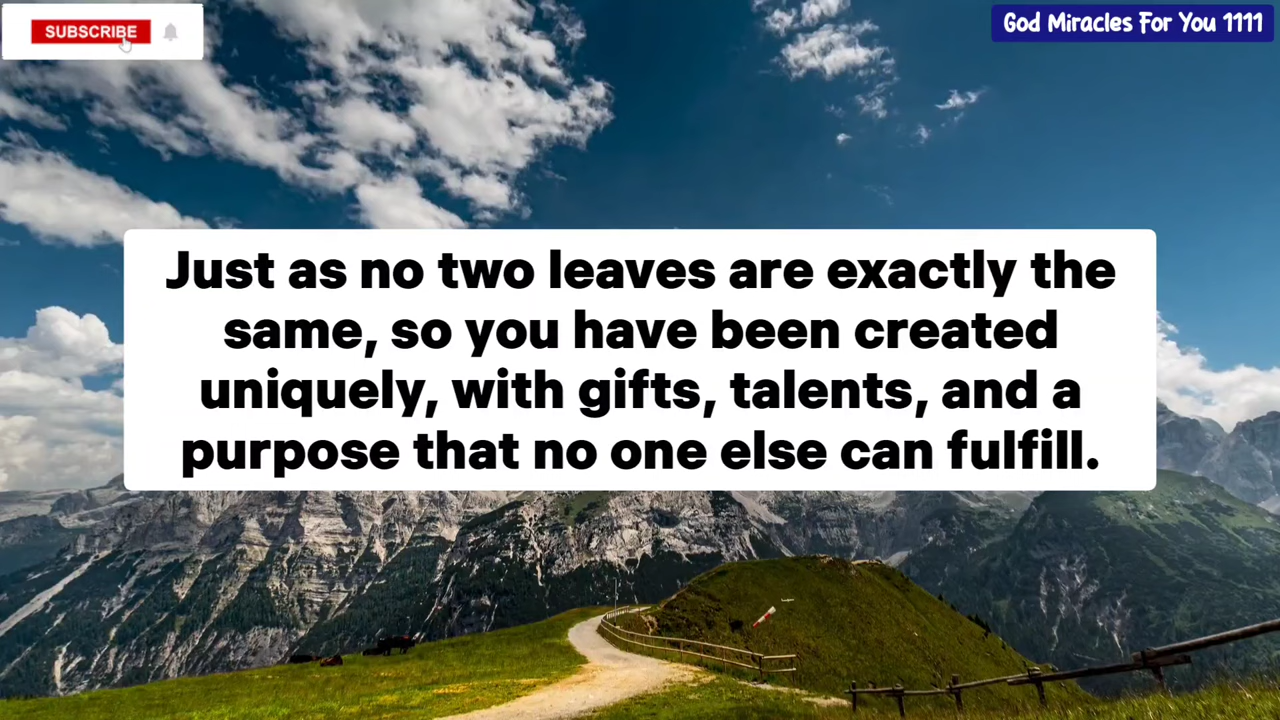 SUBSCRIBE
God Miracles For You 1111
Just as no two leaves are exactly the
same, so you have been created
uniquely, with gifts, talents, and a
purpose that no one else can fulfill.